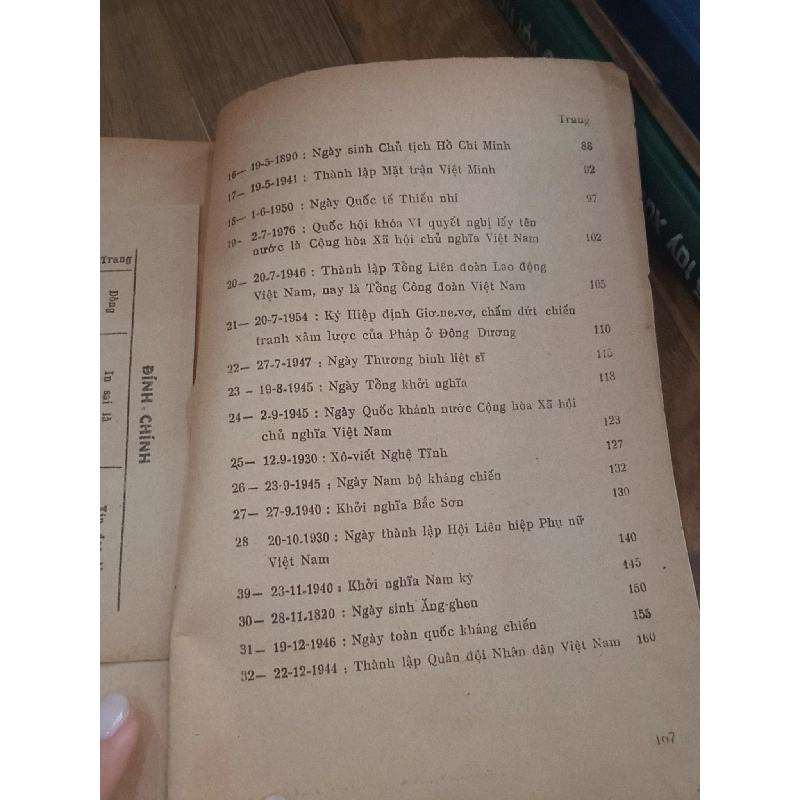 Trang
16— 19-5-1890 : Ngày sinh Chủ tịch Hồ Chí Minh 88
17— 19.5-1941 : Thành lập Mặt trận Việt Minh 92
18— 1-6-1950 : Ngày Quốc tế Thiếu nhi 97
19- 2.7-1976 : Quốc hội khóa VI quyết nghị lấy tên
nước là Cộng hòa Xã hội chủ nghĩa Việt Nam 102
20— 20.7-1946 : Thành lập Tổng Liên đoàn Lao động
Việt Nam, nay là Tổng Công đoàn Việt Nam 105
21— 20-7-1954 : Ký Hiệp định Giơ.ne.vơ, chấm dứt chiến
tranh xâm lược của Pháp ở Đông Dương 110
22— 27-7-1947 : Ngày Thương binh liệt sĩ
23 - 19-8-1945 : Ngày Tổng khởi nghĩa 118
24— 2.9-1945 : Ngày Quốc khánh nước Cộng hòa Xã hội
chủ nghĩa Việt Nam 123
25— 12.9-1930 : Xô-viết Nghệ Tĩnh 127
26— 23-9-1945 : Ngày Nam bộ kháng chiến 132
27— 27-9-1940 : Khởi nghĩa Bắc Sơn 130
28 20-10.1930 : Ngày thành lập Hội Liên hiệp Phụ nữ
Việt Nam 140
39— 23-11-1940 : Khởi nghĩa Nam kỳ 145
30— 28-11.1820 : Ngày sinh Ăng-ghen 150
31— 19-12-1946 : Ngày toàn quốc kháng chiến 155
32— 22-12-1944 : Thành lập Quân đội Nhân dân Việt Nam 160
167
ĐÍNH - CHÍNH
Trang
Dòng
In sai là